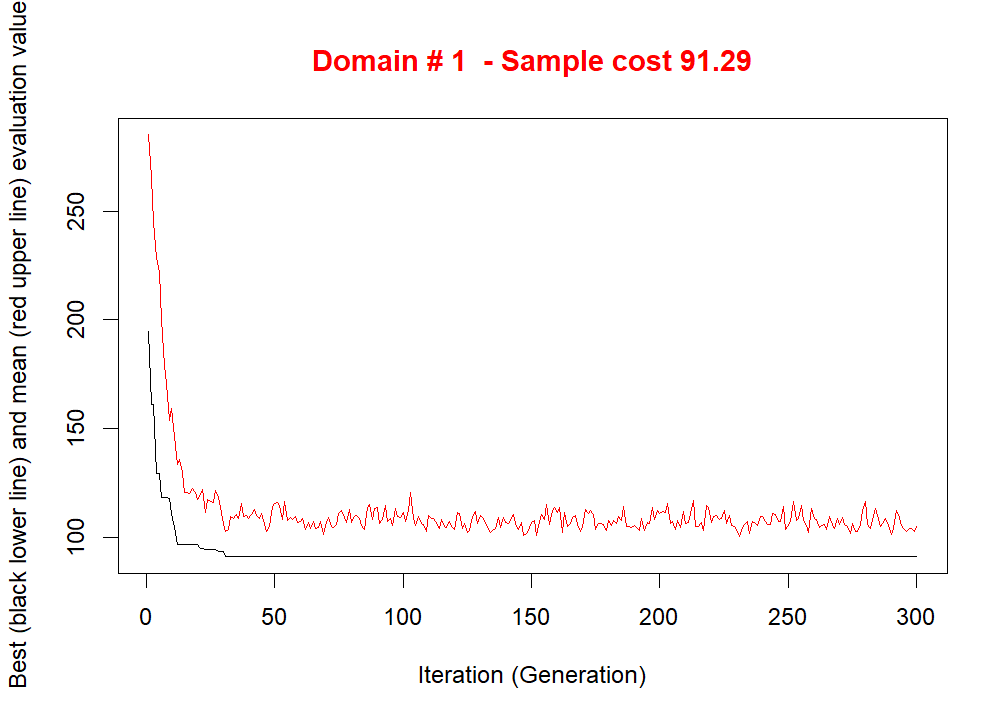 Domain # 1  - Sample cost 91.29
Best (black lower line) and mean (red upper line) evaluation value
250
200
150
100
0 50 100 150 200 250 300
Iteration (Generation)